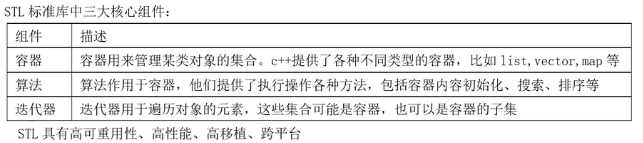 STL 标准库中三大核心组件：
组件 描述
容器 容器用来管理某类对象的集合。c++提供了各种不同类型的容器，比如 list,vector,map 等
算法 算法作用于容器，他们提供了执行操作各种方法，包括容器内容初始化、搜索、排序等
迭代器 迭代器用于遍历对象的元素，这些集合可能是容器，也可以是容器的子集
STL 具有高可重用性、高性能、高移植、跨平台